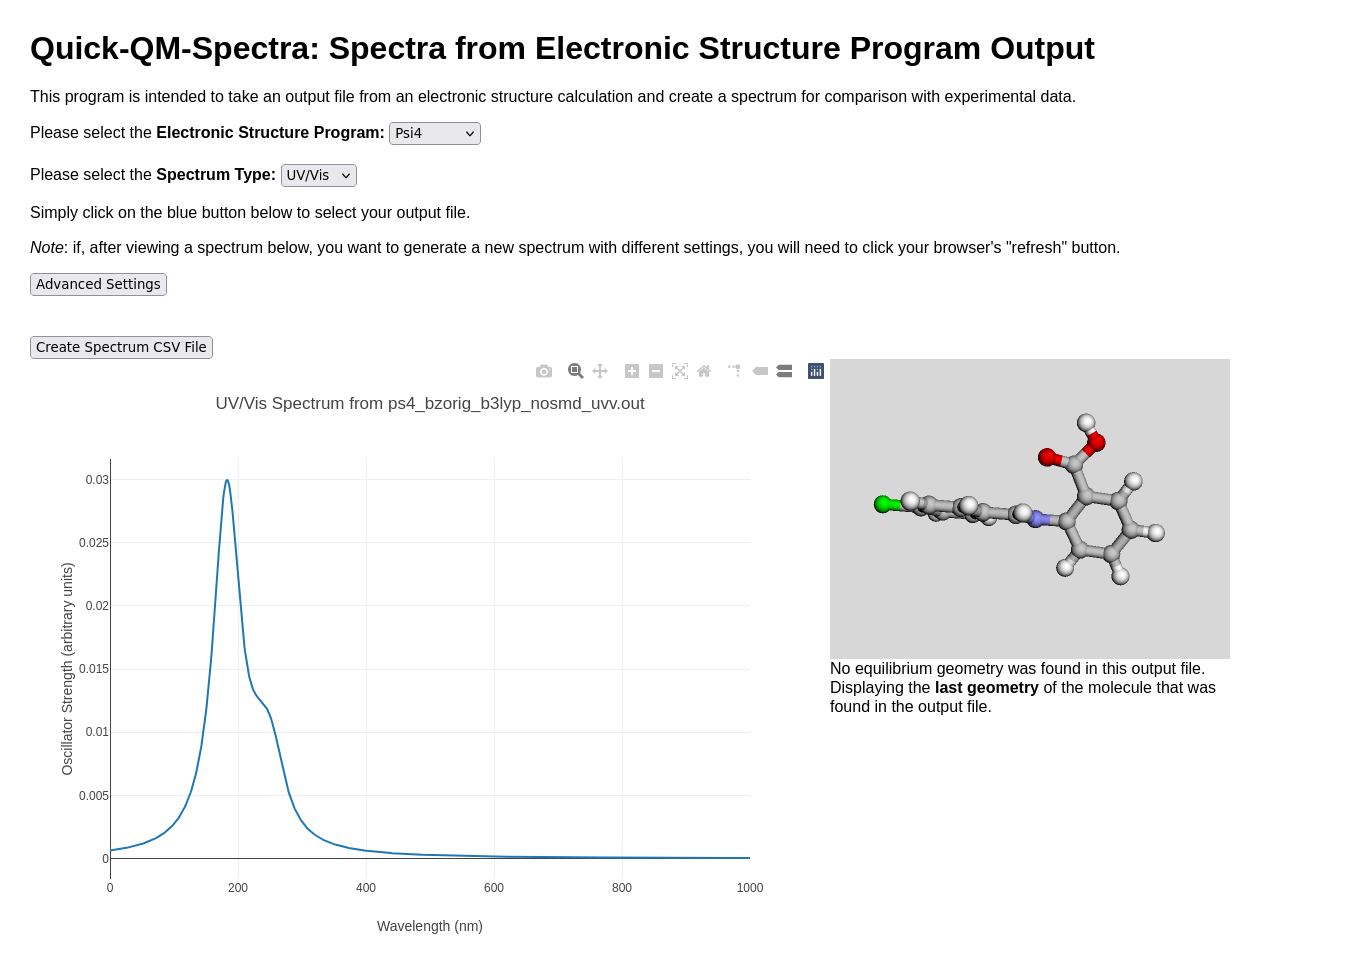 Quick-QM-Spectra: Spectra from Electronic Structure Program Output
This program is intended to take an output file from an electronic structure calculation and create a spectrum for comparison with experimental data.
Please select the Electronic Structure Program: Psi4
Please select the Spectrum Type: UV/Vis
Simply click on the blue button below to select your output file.
Note: if, after viewing a spectrum below, you want to generate a new spectrum with different settings, you will need to click your browser's "refresh" button.
Advanced Settings
Create Spectrum CSV File
UV/Vis Spectrum from ps4_bzorig_b3lyp_nosmd_uvv.out
Oscillator Strength (arbitrary units)
0.03
0.025
0.02
0.015
0.01
0.005
0
0 200 400 600 800 1000
Wavelength (nm)
No equilibrium geometry was found in this output file.
Displaying the last geometry of the molecule that was
found in the output file.